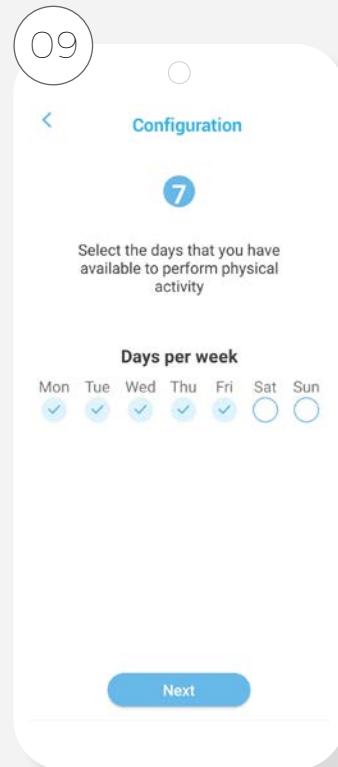 09
Configuration
7
Select the days that you have
available to perform physical
activity
Days per week
Mon Tue Wed Thu Fri Sat Sun
Next